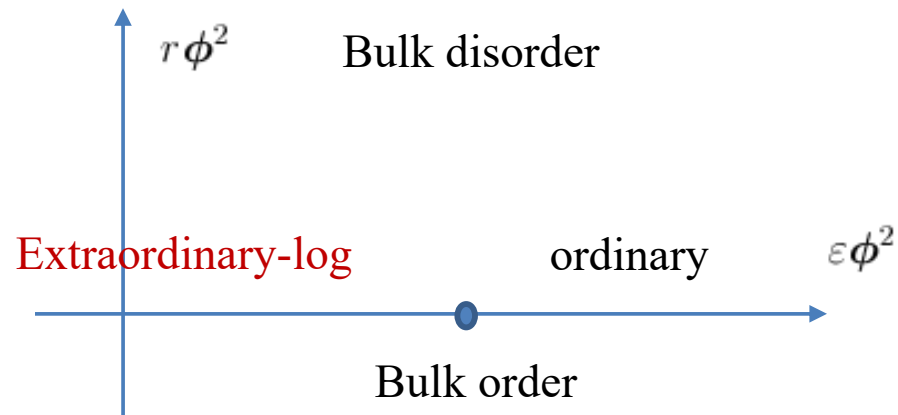 rϕ² Bulk disorder
Extraordinary-log ordinary εϕ²
Bulk order